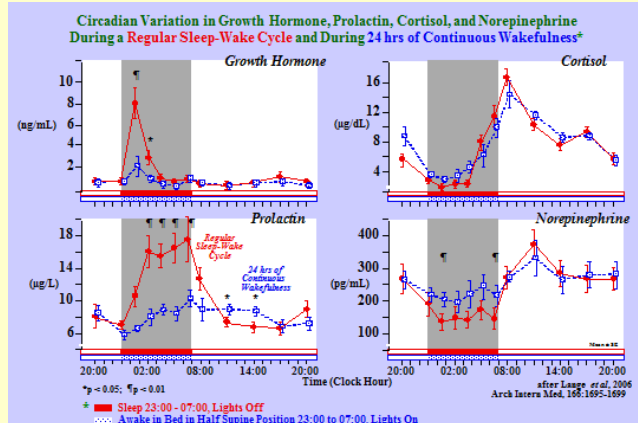 Circadian Variation in Growth Hormone, Prolactin, Cortisol, and Norepinephrine
During a Regular Sleep-Wake Cycle and During 24 hrs of Continuous Wakefulness*
Growth Hormone
10
8
6
4
2
(ng/mL)
¶
*
Cortisol
16
12
8
4
(µg/dL)
Prolactin
18
14
10
6
(µg/L)
¶ ¶ ¶ ¶
Regular
Sleep-Wake
Cycle
24 hrs of
Continuous
Wakefulness
* *
20:00 02:00 08:00 14:00 20:00
Norepinephrine
400
300
200
100
(pg/mL)
¶ ¶
20:00 02:00 08:00 14:00 20:00
*p < 0.05; ¶p < 0.01
Time (Clock Hour)
after Lange et al, 2006
Arch Intern Med, 166:1695-1699
* Sleep 23:00 - 07:00, Lights Off
Awake in Bed in Half Supine Position 23:00 to 07:00, Lights On